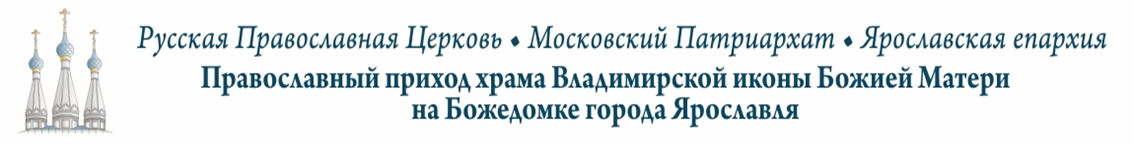 Русская Православная Церковь • Московский Патриархат • Ярославская епархия
Православный приход храма Владимирской иконы Божией Матери
на Божедомке города Ярославля